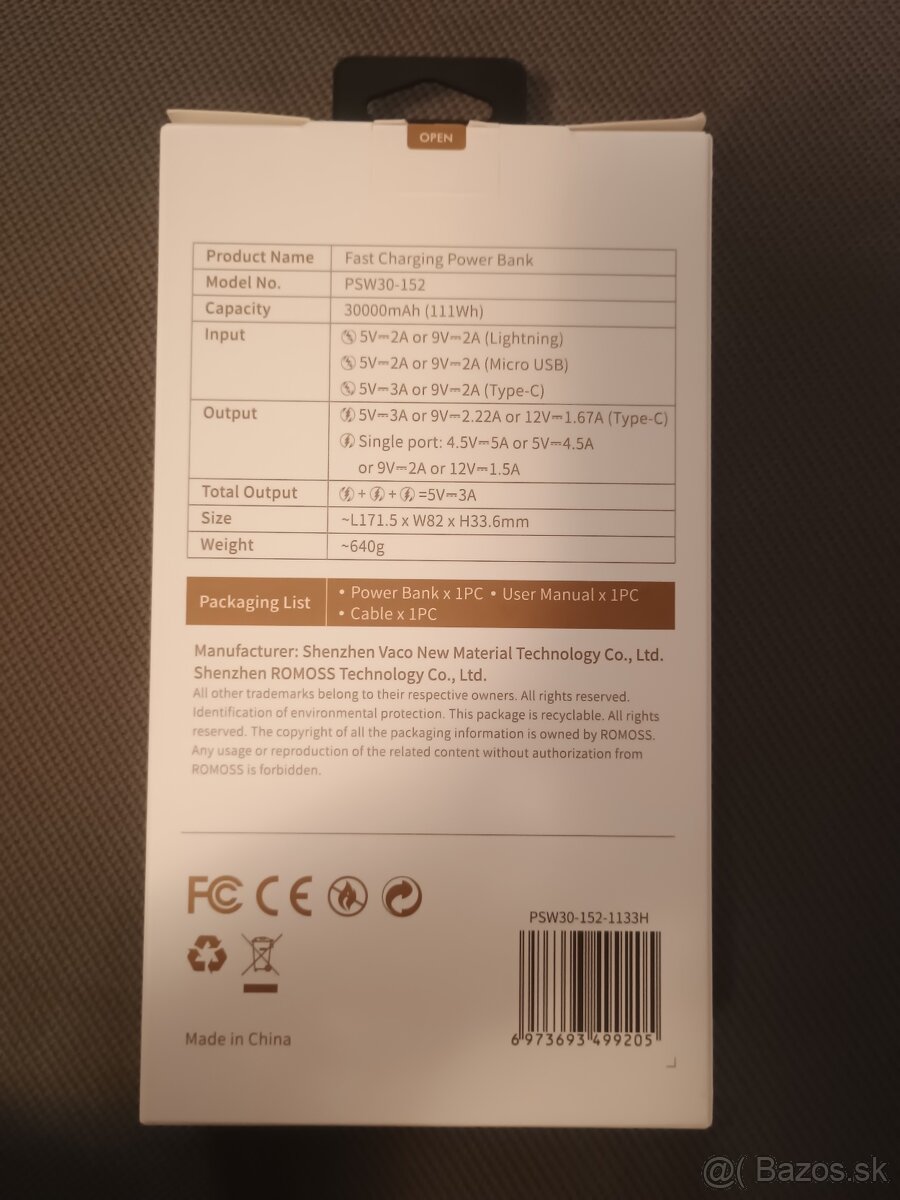 OPEN
Product Name Fast Charging Power Bank
Model No. PSW30-152
Capacity 30000mAh (111Wh)
Input 5V⎓2A or 9V⎓2A (Lightning)
5V⎓2A or 9V⎓2A (Micro USB)
5V⎓3A or 9V⎓2A (Type-C)
Output 5V⎓3A or 9V⎓2.22A or 12V⎓1.67A (Type-C)
Single port: 4.5V⎓5A or 5V⎓4.5A
or 9V⎓2A or 12V⎓1.5A
Total Output + + =5V⎓3A
Size ~L171.5 x W82 x H33.6mm
Weight ~640g
Packaging List • Power Bank x 1PC • User Manual x 1PC
• Cable x 1PC
Manufacturer: Shenzhen Vaco New Material Technology Co., Ltd.
Shenzhen ROMOSS Technology Co., Ltd.
All other trademarks belong to their respective owners. All rights reserved.
Identification of environmental protection. This package is recyclable. All rights
reserved. The copyright of all the packaging information is owned by ROMOSS.
Any usage or reproduction of the related content without authorization from
ROMOSS is forbidden.
FC CE
PSW30-152-1133H
6 973693 499205
Made in China
@( Bazos.sk